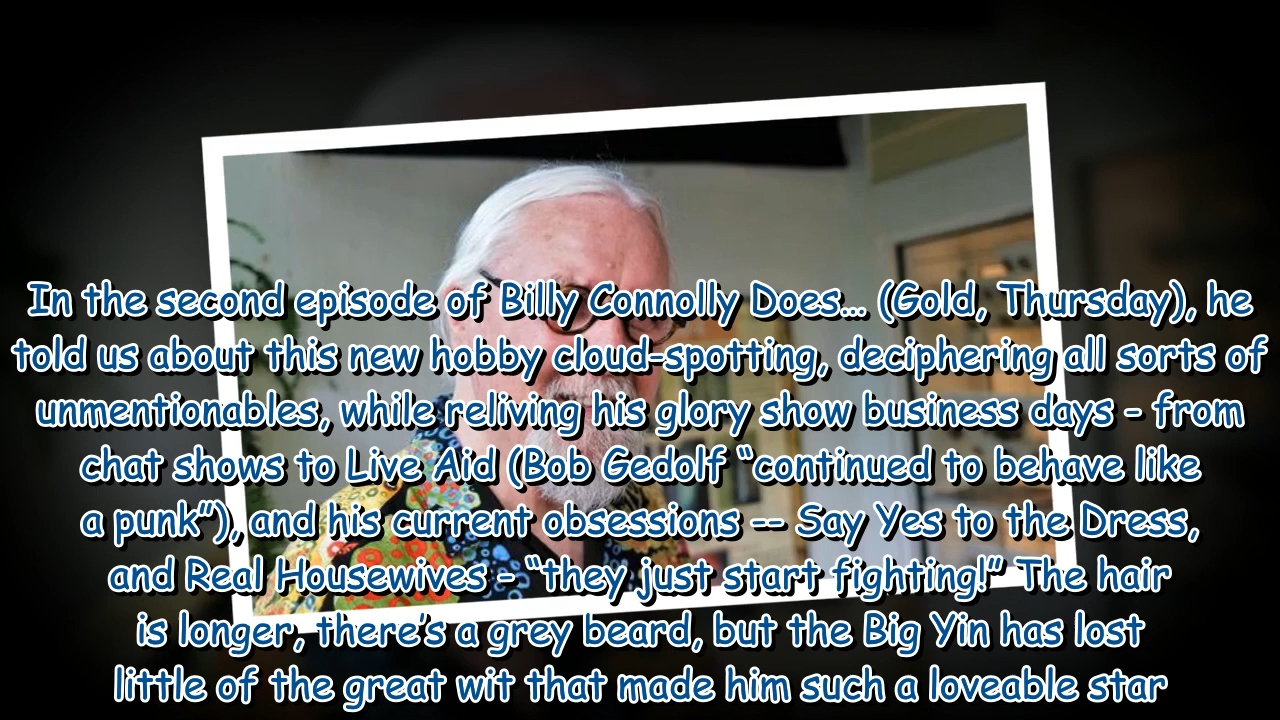 In the second episode of Billy Connolly Does... (Gold, Thursday), he
told us about this new hobby cloud-spotting, deciphering all sorts of
unmentionables, while reliving his glory show business days – from
chat shows to Live Aid (Bob Gedolf “continued to behave like
a punk”), and his current obsessions -- Say Yes to the Dress,
and Real Housewives - “they just start fighting!” The hair
is longer, there’s a grey beard, but the Big Yin has lost
little of the great wit that made him such a loveable star